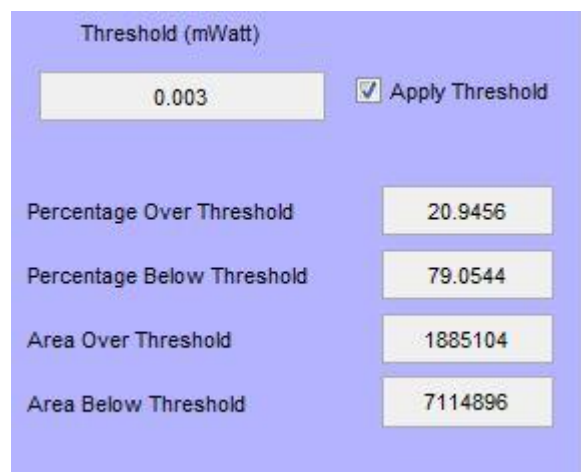 Threshold (mWatt)
0.003
Apply Threshold
Percentage Over Threshold 20.9456
Percentage Below Threshold 79.0544
Area Over Threshold 1885104
Area Below Threshold 7114896